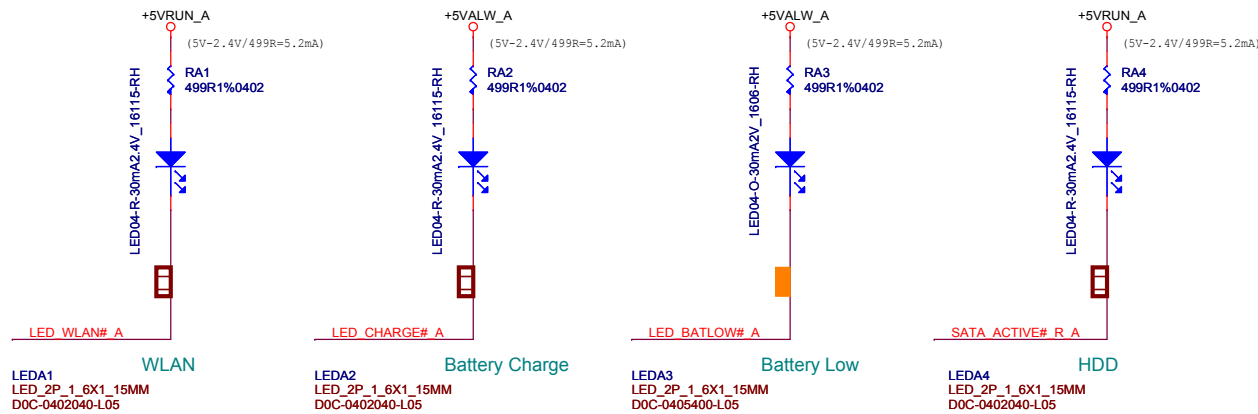 +5VRUN_A
(5V-2.4V/499R=5.2mA)
RA1
499R1%0402
LED04-R-30mA2.4V_16115-RH
LED_WLAN#_A
WLAN
LEDA1
LED_2P_1_6X1_15MM
D0C-0402040-L05
+5VALW_A
(5V-2.4V/499R=5.2mA)
RA2
499R1%0402
LED04-R-30mA2.4V_16115-RH
LED_CHARGE#_A
Battery Charge
LEDA2
LED_2P_1_6X1_15MM
D0C-0402040-L05
+5VALW_A
(5V-2.4V/499R=5.2mA)
RA3
499R1%0402
LED04-O-30mA2V_1606-RH
LED_BATLOW#_A
Battery Low
LEDA3
LED_2P_1_6X1_15MM
D0C-0405400-L05
+5VRUN_A
(5V-2.4V/499R=5.2mA)
RA4
499R1%0402
LED04-R-30mA2.4V_16115-RH
SATA_ACTIVE#_R_A
HDD
LEDA4
LED_2P_1_6X1_15MM
D0C-0402040-L05